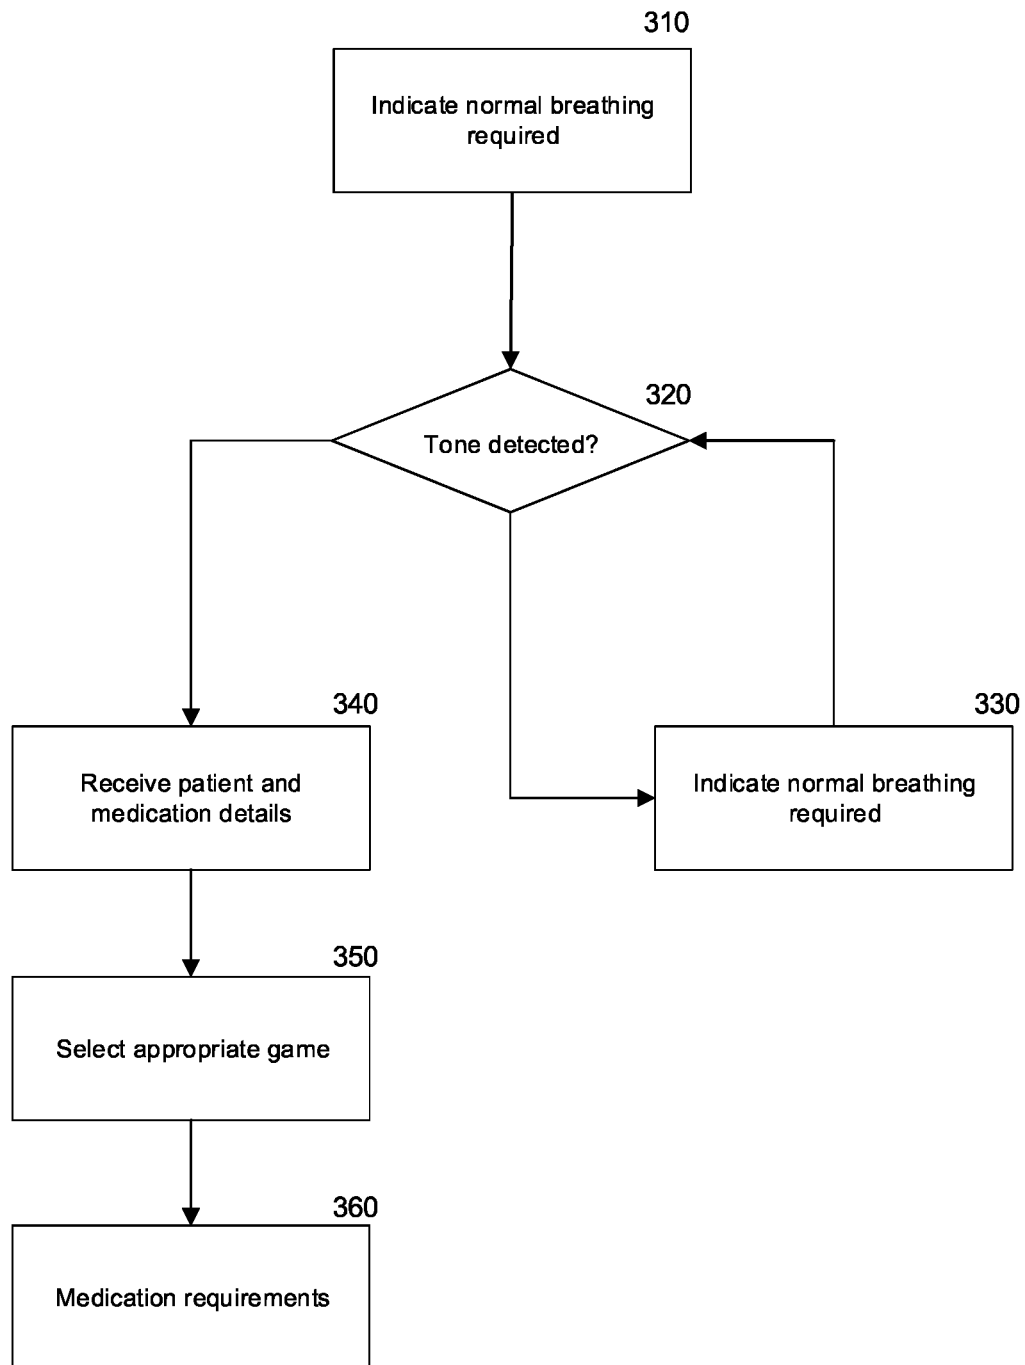 310
Indicate normal breathing
required
320
Tone detected?
340
Receive patient and
medication details
330
Indicate normal breathing
required
350
Select appropriate game
360
Medication requirements